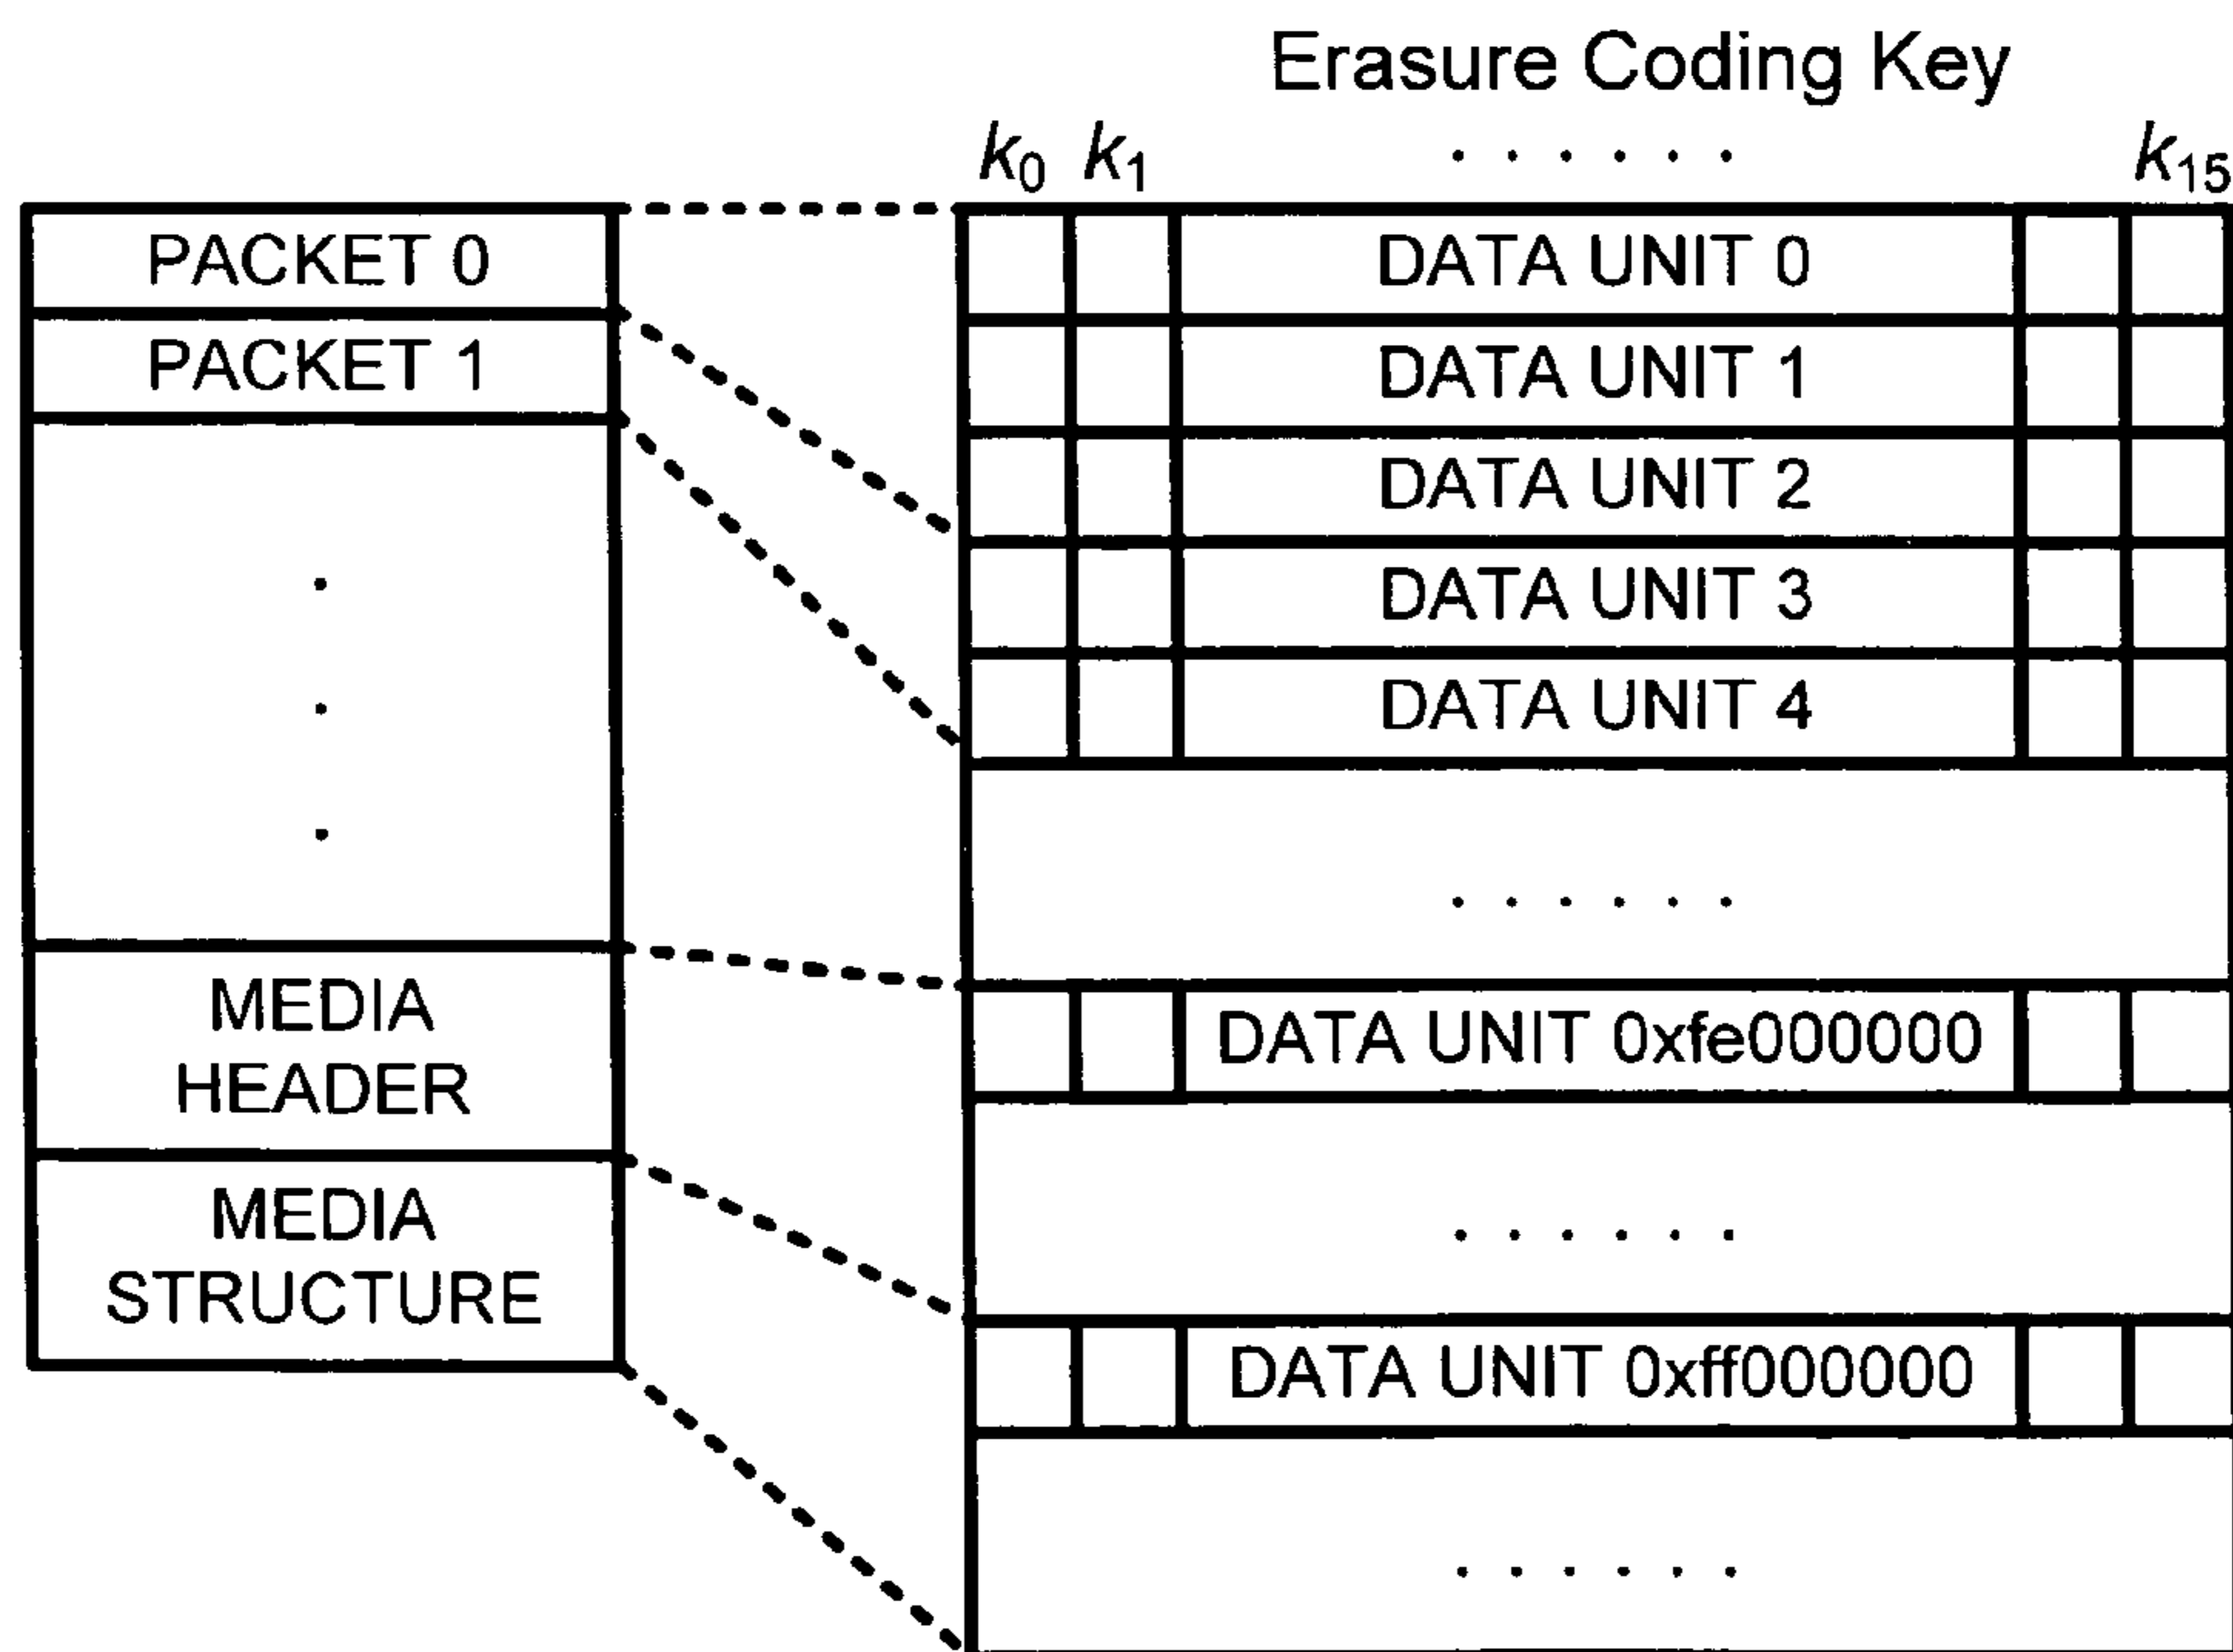 Erasure Coding Key
k0 k1 . . . . . . k15
PACKET 0
PACKET 1
.
.
.
MEDIA
HEADER
MEDIA
STRUCTURE
DATA UNIT 0
DATA UNIT 1
DATA UNIT 2
DATA UNIT 3
DATA UNIT 4
. . . . . .
DATA UNIT 0xfe000000
. . . . . .
DATA UNIT 0xff000000
. . . . . .